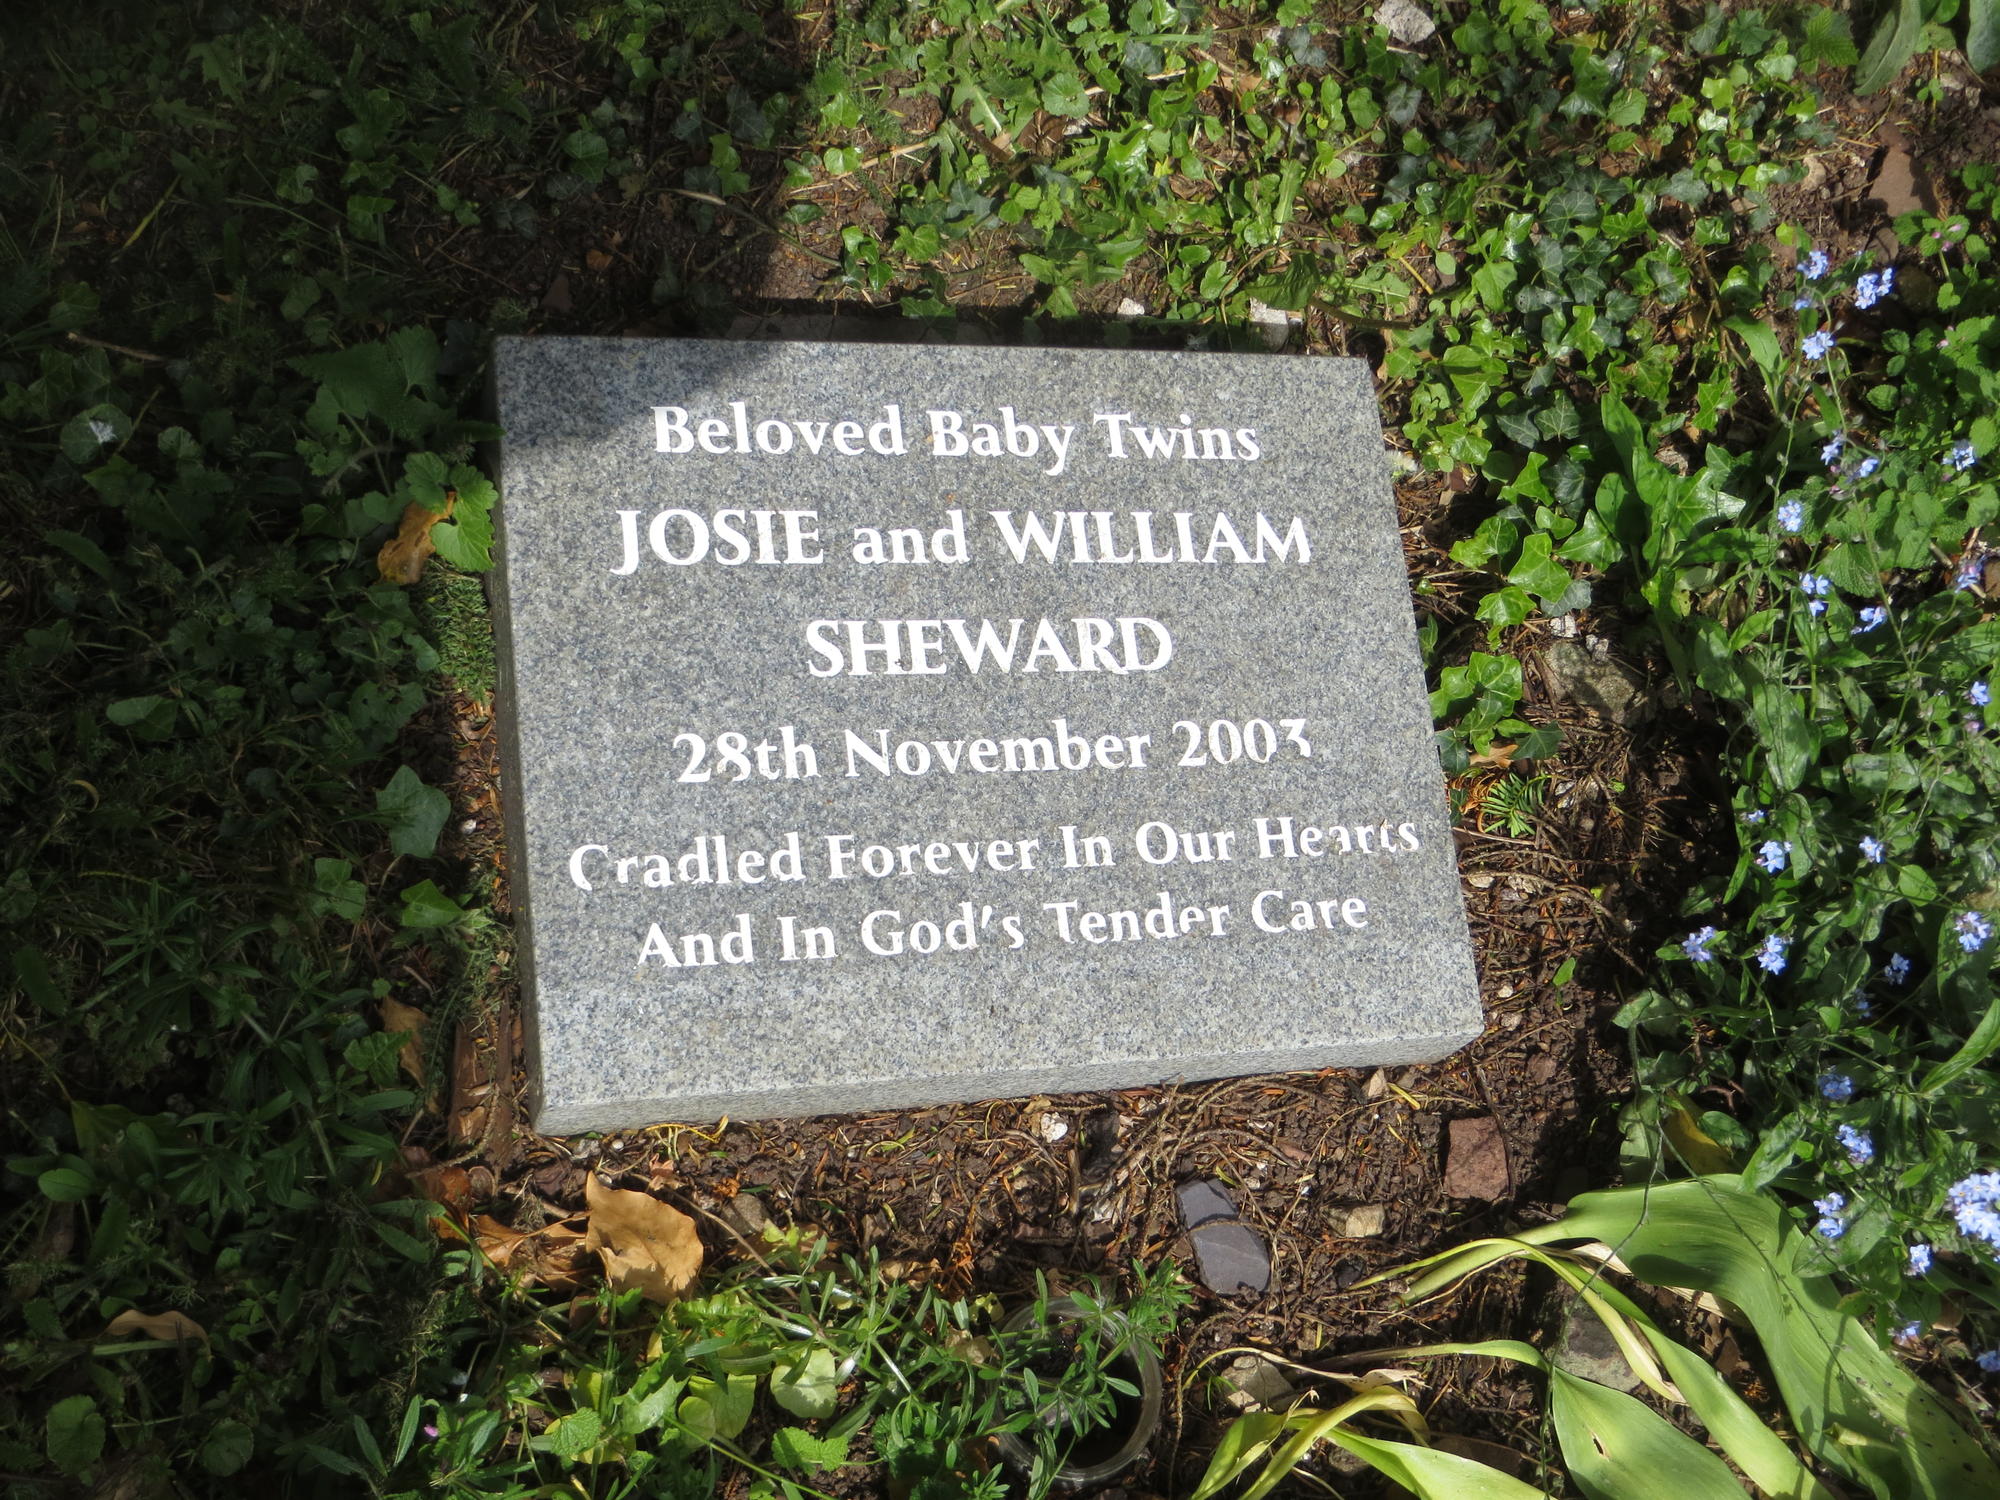 Beloved Baby Twins
JOSIE and WILLIAM
SHEWARD
28th November 2003
Cradled Forever In Our Hearts
And In God's Tender Care